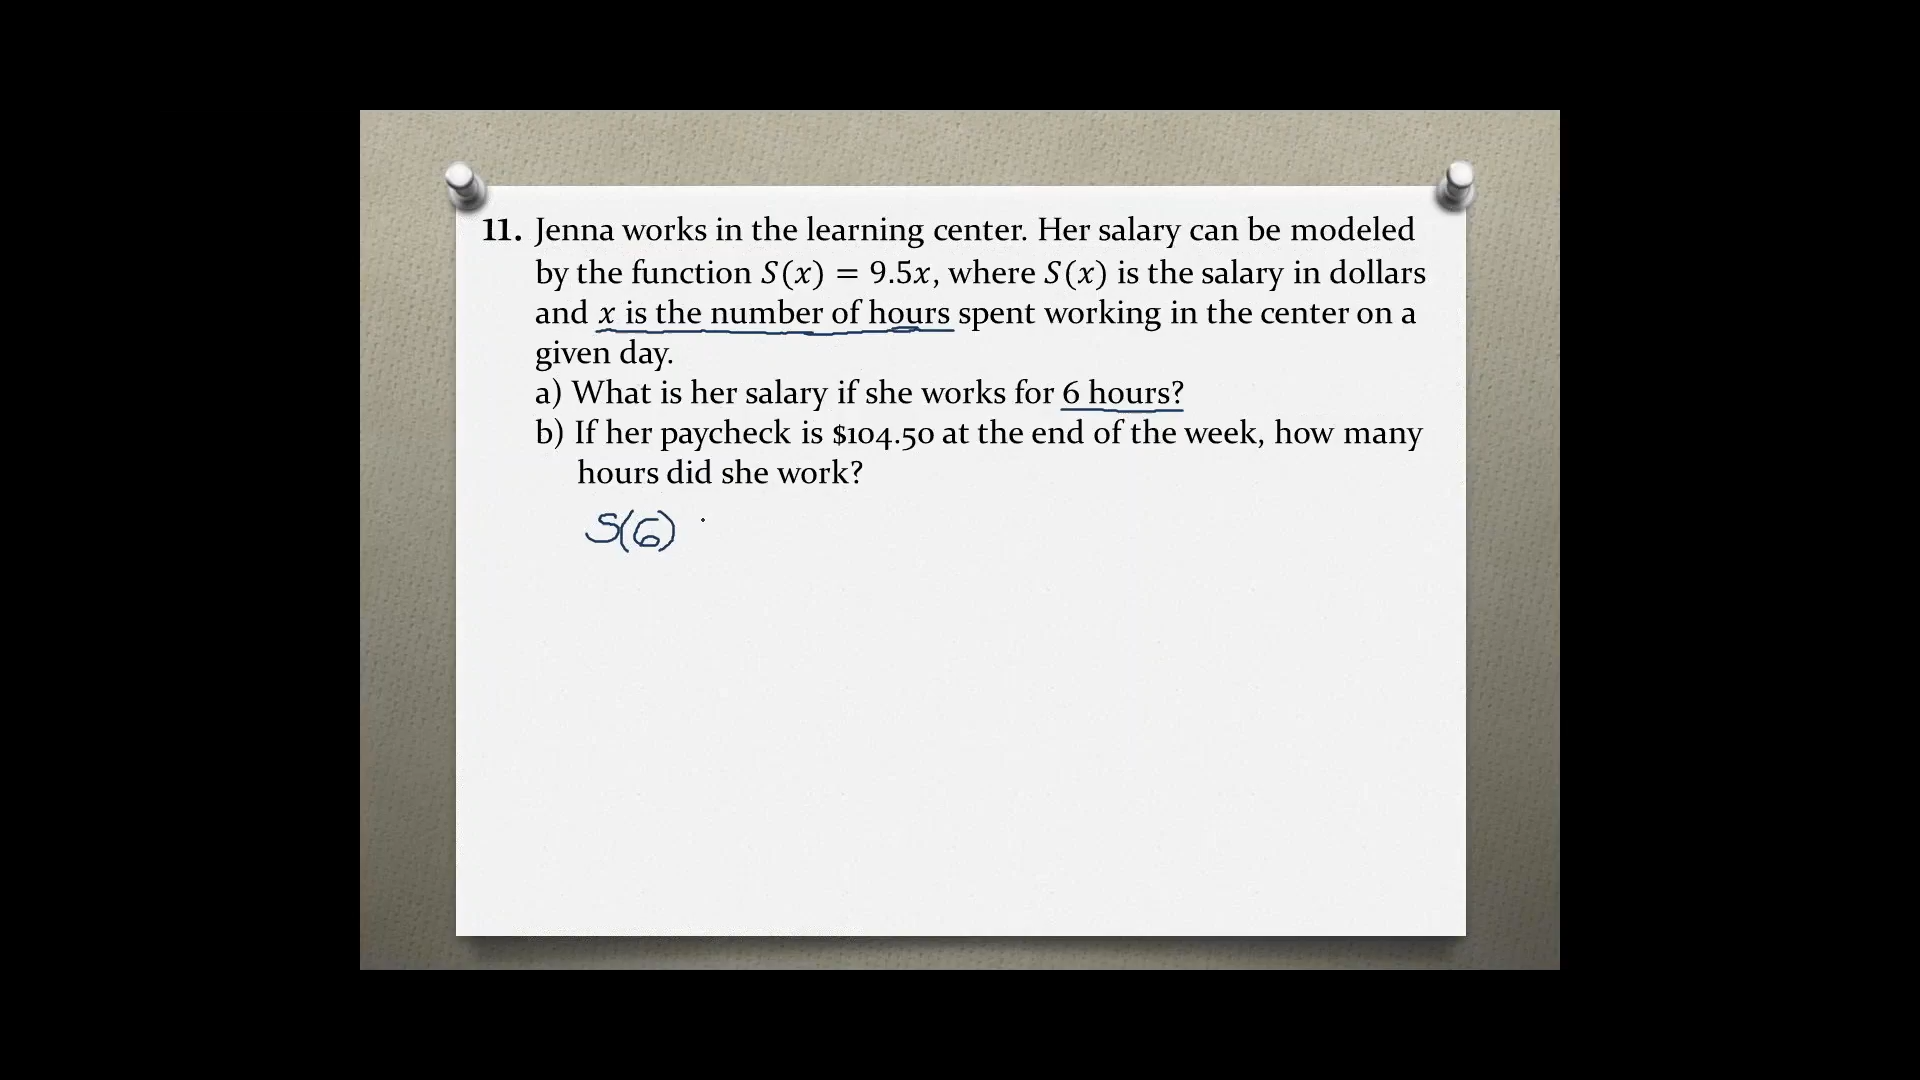 11. Jenna works in the learning center. Her salary can be modeled
by the function S(x) = 9.5x, where S(x) is the salary in dollars
and x is the number of hours spent working in the center on a
given day.
a) What is her salary if she works for 6 hours?
b) If her paycheck is $104.50 at the end of the week, how many
hours did she work?
S(6)